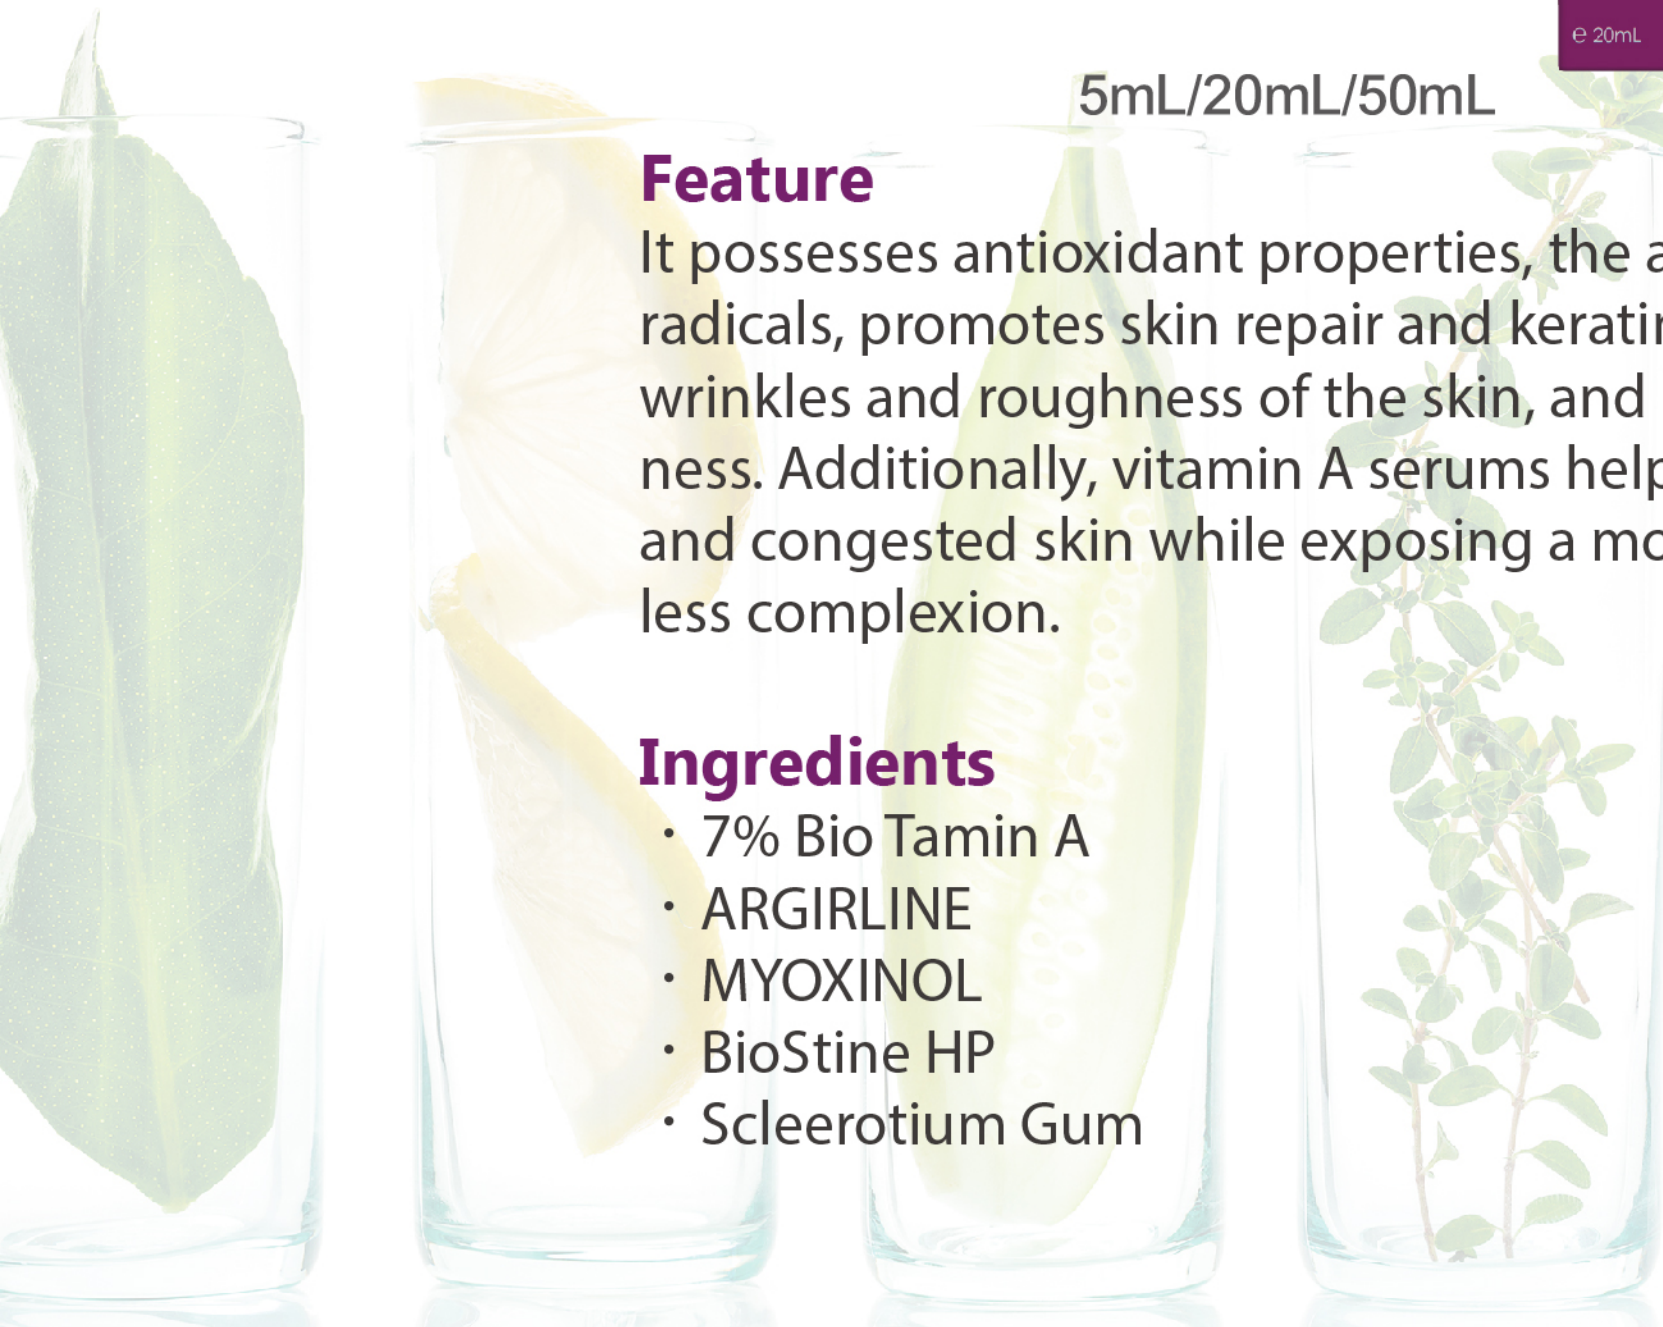 ℮ 20mL
5mL/20mL/50mL
Feature
It possesses antioxidant properties, the
radicals, promotes skin repair and
wrinkles and roughness of the skin, and
ness. Additionally, vitamin A serums help
and congested skin while exposing a
less complexion.
Ingredients
· 7% Bio Tamin A
· ARGIRLINE
· MYOXINOL
· BioStine HP
· Scleerotium Gum